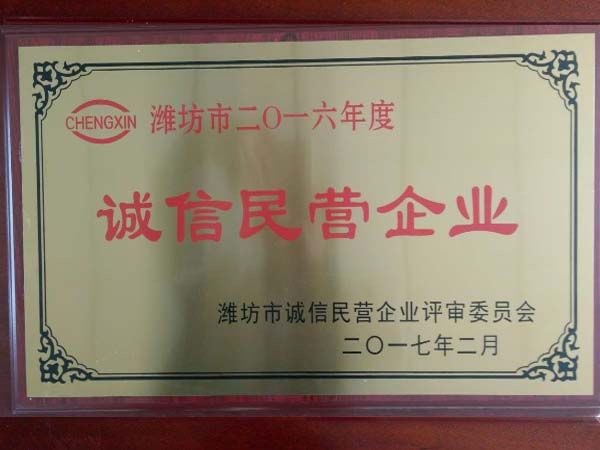 CHENGXIN 潍坊市二〇一六年度
诚信民营企业
潍坊市诚信民营企业评审委员会
二〇一七年二月